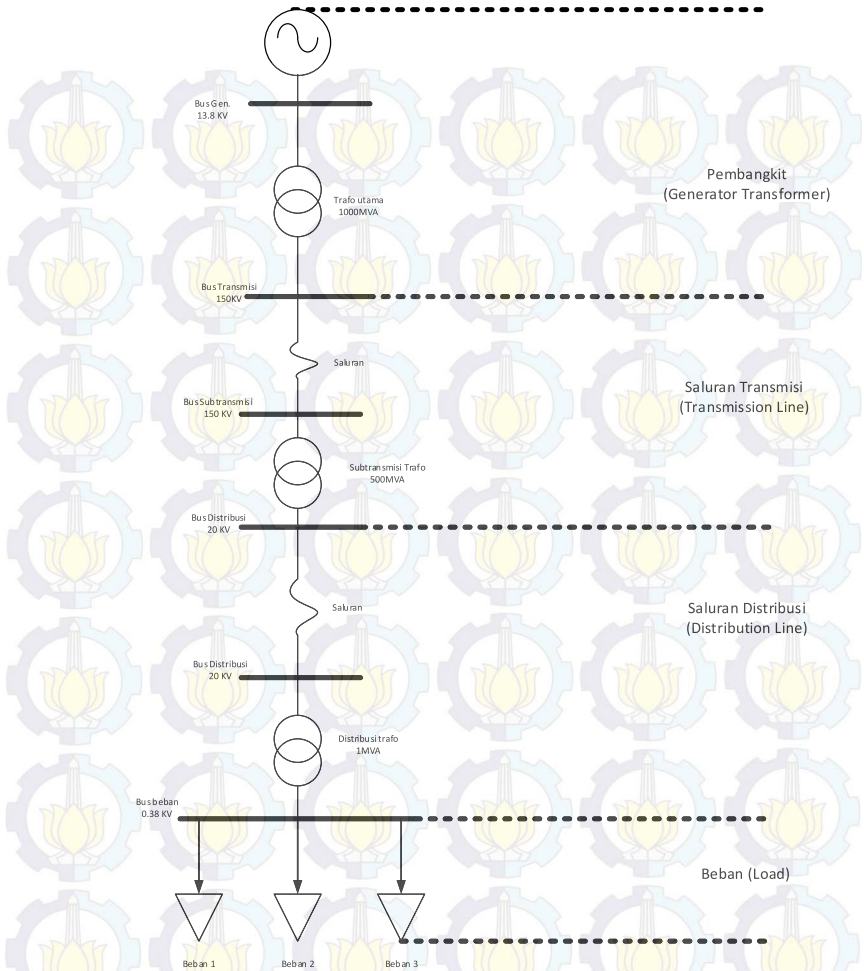 Bus Gen.
13.8 KV
Pembangkit
(Generator Transformer)
Trafo utama
1000MVA
Bus Transmisi
150KV
Saluran
Saluran Transmisi
(Transmission Line)
Bus Subtransmisi
150 KV
Subtransmisi Trafo
500MVA
Bus Distribusi
20 KV
Saluran
Saluran Distribusi
(Distribution Line)
Bus Distribusi
20 KV
Distribusi trafo
1MVA
Bus beban
0.38 KV
Beban (Load)
Beban 1
Beban 2
Beban 3